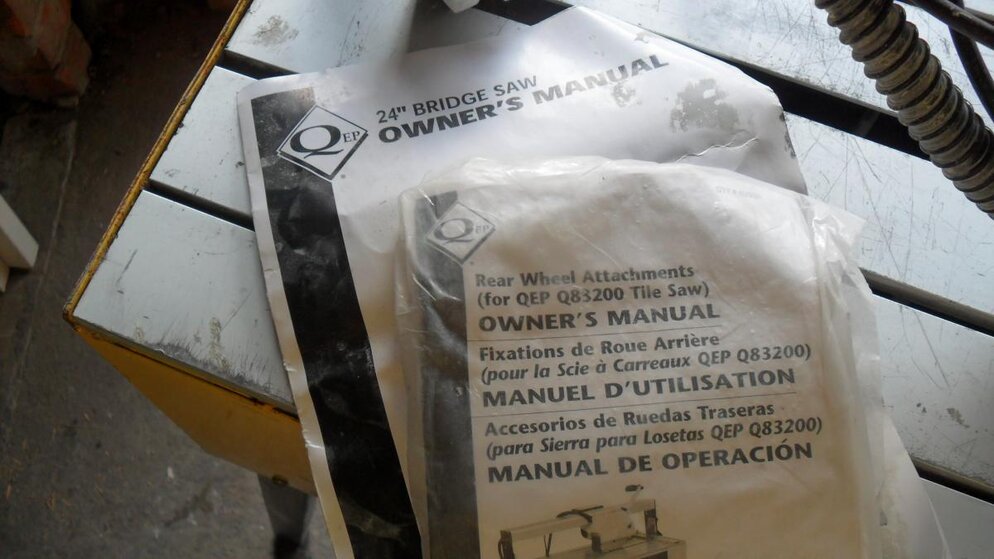 24" BRIDGE SAW
OWNER'S MANUAL
QEP
QEP
Rear Wheel Attachments
(for QEP Q83200 Tile Saw)
OWNER'S MANUAL
Fixations de Roue Arrière
(pour la Scie à Carreaux QEP Q83200)
MANUEL D'UTILISATION
Accesorios de Ruedas Traseras
(para Sierra para Losetas QEP Q83200)
MANUAL DE OPERACIÓN